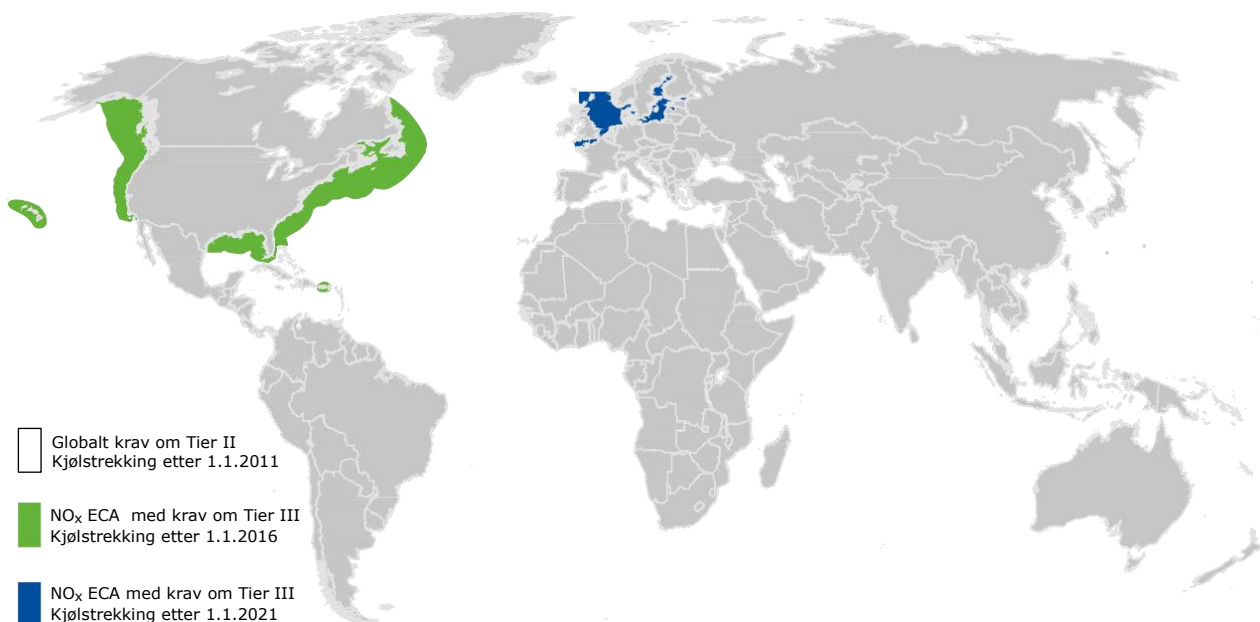 Globalt krav om Tier II
Kjølstrekking etter 1.1.2011
NOₓ ECA  med krav om Tier III
Kjølstrekking etter 1.1.2016
NOₓ ECA med krav om Tier III
Kjølstrekking etter 1.1.2021